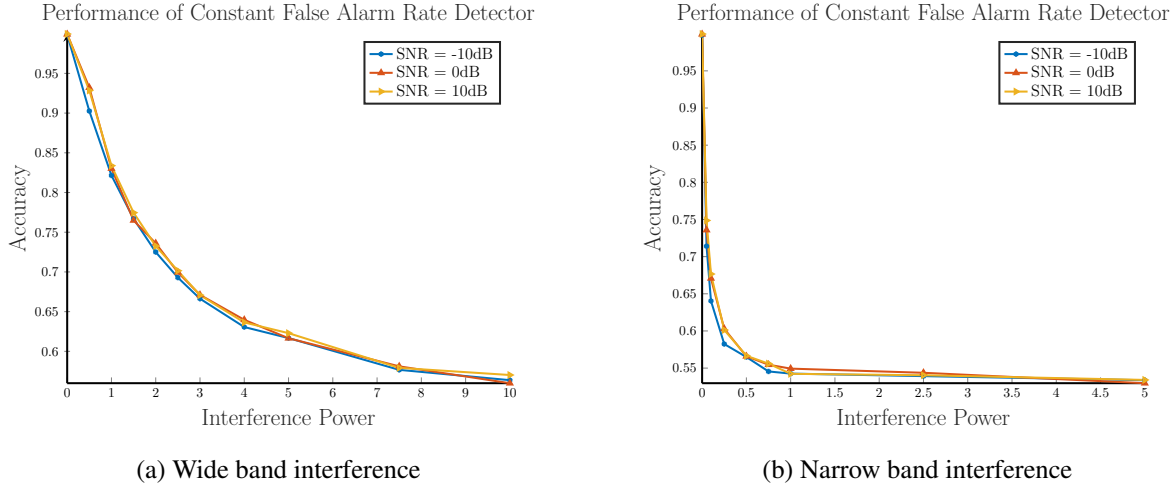 Performance of Constant False Alarm Rate Detector
SNR = -10dB
SNR = 0dB
SNR = 10dB
0.95
0.9
0.85
0.8
0.75
0.7
0.65
0.6
Accuracy
0 1 2 3 4 5 6 7 8 9 10
Interference Power
(a) Wide band interference
Performance of Constant False Alarm Rate Detector
SNR = -10dB
SNR = 0dB
SNR = 10dB
0.95
0.9
0.85
0.8
0.75
0.7
0.65
0.6
0.55
Accuracy
0 0.5 1 1.5 2 2.5 3 3.5 4 4.5 5
Interference Power
(b) Narrow band interference